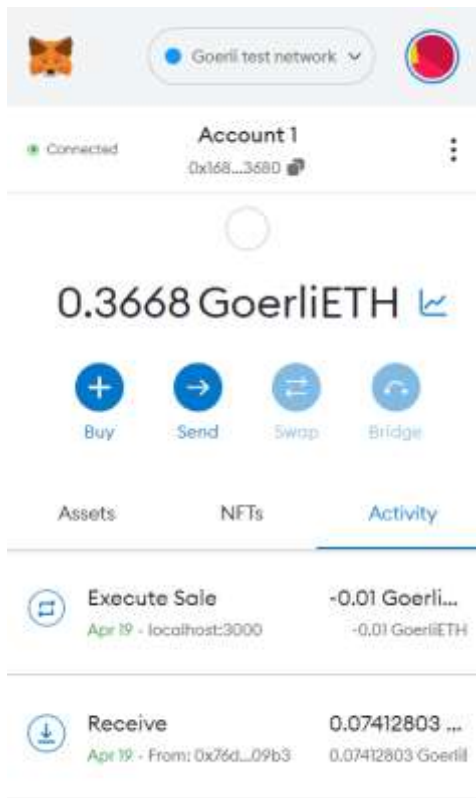 Goerli test network
Connected
Account 1
0x168...3680
0.3668 GoerliETH
Buy Send Swap Bridge
Assets NFTs Activity
Execute Sale -0.01 Goerli...
Apr 19 - localhost:3000 -0.01 GoerliETH
Receive 0.07412803 ...
Apr 19 - From: 0x76d...09b3 0.07412803 Goerli